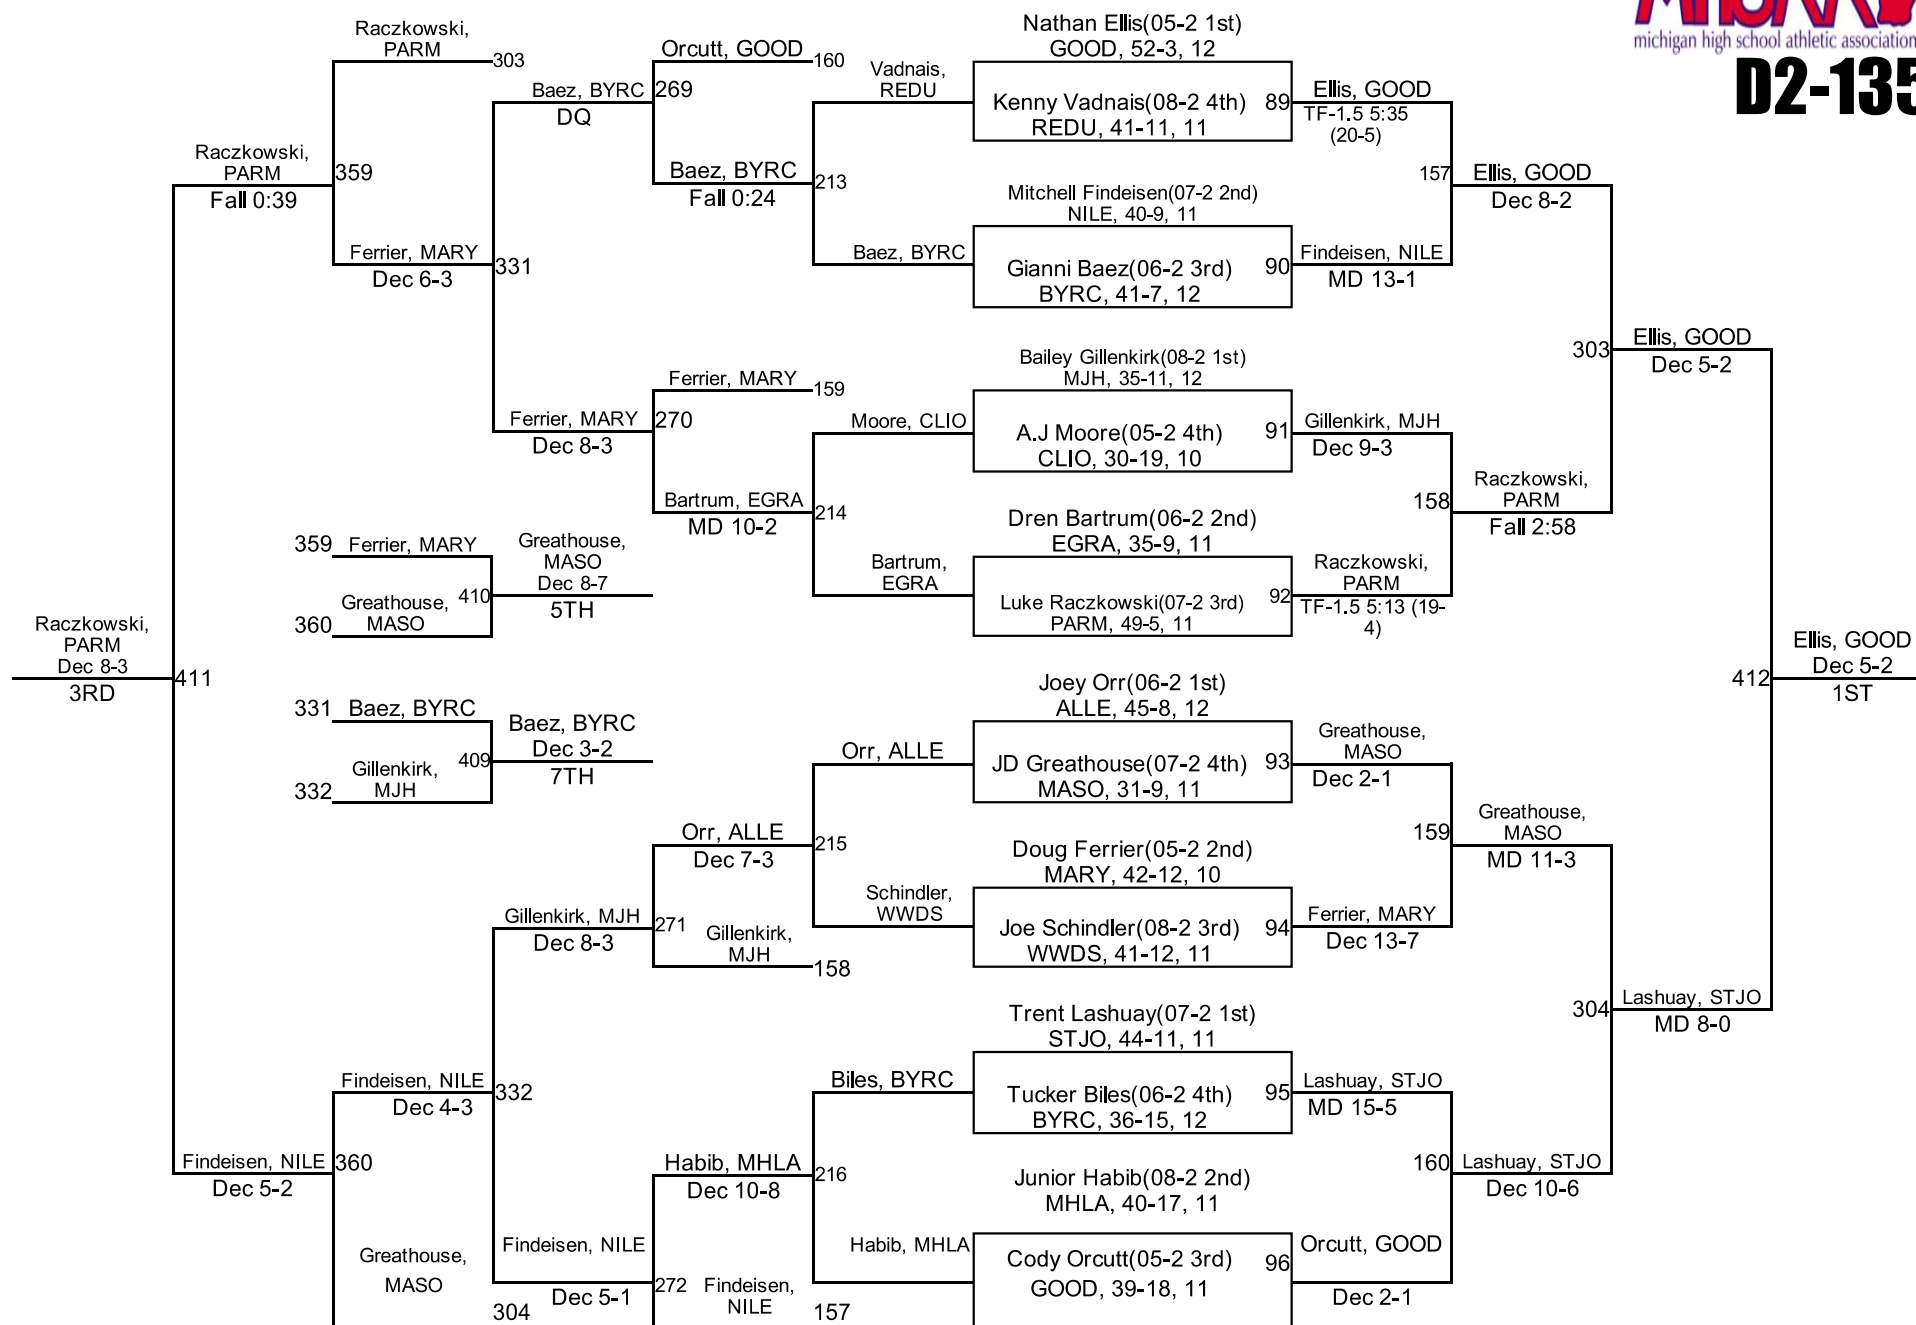 MHSAA
michigan high school athletic association
D2-135
Raczkowski,
PARM
303
Baez, BYRC
DQ
Orcutt, GOOD
160
269
Raczkowski,
PARM
Fall 0:39
359
Baez, BYRC
Fall 0:24
213
Ferrier, MARY
Dec 6-3
331
Vadnais,
REDU
Baez, BYRC
Ferrier, MARY
159
Ferrier, MARY
Dec 8-3
270
Bartrum, EGRA
MD 10-2
214
Moore, CLIO
Bartrum,
EGRA
359
Ferrier, MARY
360
Greathouse,
MASO
410
Greathouse,
MASO
Dec 8-7
5TH
Raczkowski,
PARM
Dec 8-3
3RD
411
331
Baez, BYRC
332
Gillenkirk,
MJH
409
Baez, BYRC
Dec 3-2
7TH
Orr, ALLE
Orr, ALLE
Dec 7-3
215
Schindler,
WWDS
Gillenkirk, MJH
Dec 8-3
271
Gillenkirk,
MJH
158
Findeisen, NILE
Dec 4-3
332
Biles, BYRC
Findeisen, NILE
Dec 5-2
360
Habib, MHLA
Dec 10-8
216
Habib, MHLA
Greathouse,
MASO
304
Findeisen, NILE
Dec 5-1
272
Findeisen,
NILE
157
Nathan Ellis(05-2 1st)
GOOD, 52-3, 12
Kenny Vadnais(08-2 4th)
REDU, 41-11, 11
89
Ellis, GOOD
TF-1.5 5:35
(20-5)
Mitchell Findeisen(07-2 2nd)
NILE, 40-9, 11
Gianni Baez(06-2 3rd)
BYRC, 41-7, 12
90
Findeisen, NILE
MD 13-1
157
Ellis, GOOD
Dec 8-2
Bailey Gillenkirk(08-2 1st)
MJH, 35-11, 12
A.J Moore(05-2 4th)
CLIO, 30-19, 10
91
Gillenkirk, MJH
Dec 9-3
Dren Bartrum(06-2 2nd)
EGRA, 35-9, 11
Luke Raczkowski(07-2 3rd)
PARM, 49-5, 11
92
Raczkowski,
PARM
TF-1.5 5:13 (19-
4)
158
Raczkowski,
PARM
Fall 2:58
303
Ellis, GOOD
Dec 5-2
Joey Orr(06-2 1st)
ALLE, 45-8, 12
JD Greathouse(07-2 4th)
MASO, 31-9, 11
93
Greathouse,
MASO
Dec 2-1
Doug Ferrier(05-2 2nd)
MARY, 42-12, 10
Joe Schindler(08-2 3rd)
WWDS, 41-12, 11
94
Ferrier, MARY
Dec 13-7
159
Greathouse,
MASO
MD 11-3
Trent Lashuay(07-2 1st)
STJO, 44-11, 11
Tucker Biles(06-2 4th)
BYRC, 36-15, 12
95
Lashuay, STJO
MD 15-5
Junior Habib(08-2 2nd)
MHLA, 40-17, 11
Cody Orcutt(05-2 3rd)
GOOD, 39-18, 11
96
Orcutt, GOOD
Dec 2-1
160
Lashuay, STJO
Dec 10-6
304
Lashuay, STJO
MD 8-0
412
Ellis, GOOD
Dec 5-2
1ST